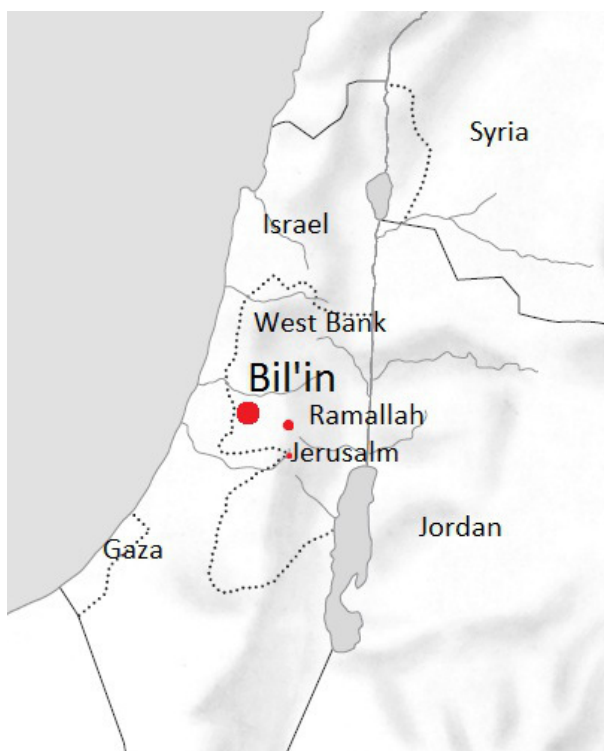 Syria
Israel
West Bank
Bil'in
Ramallah
Jerusalm
Jordan
Gaza